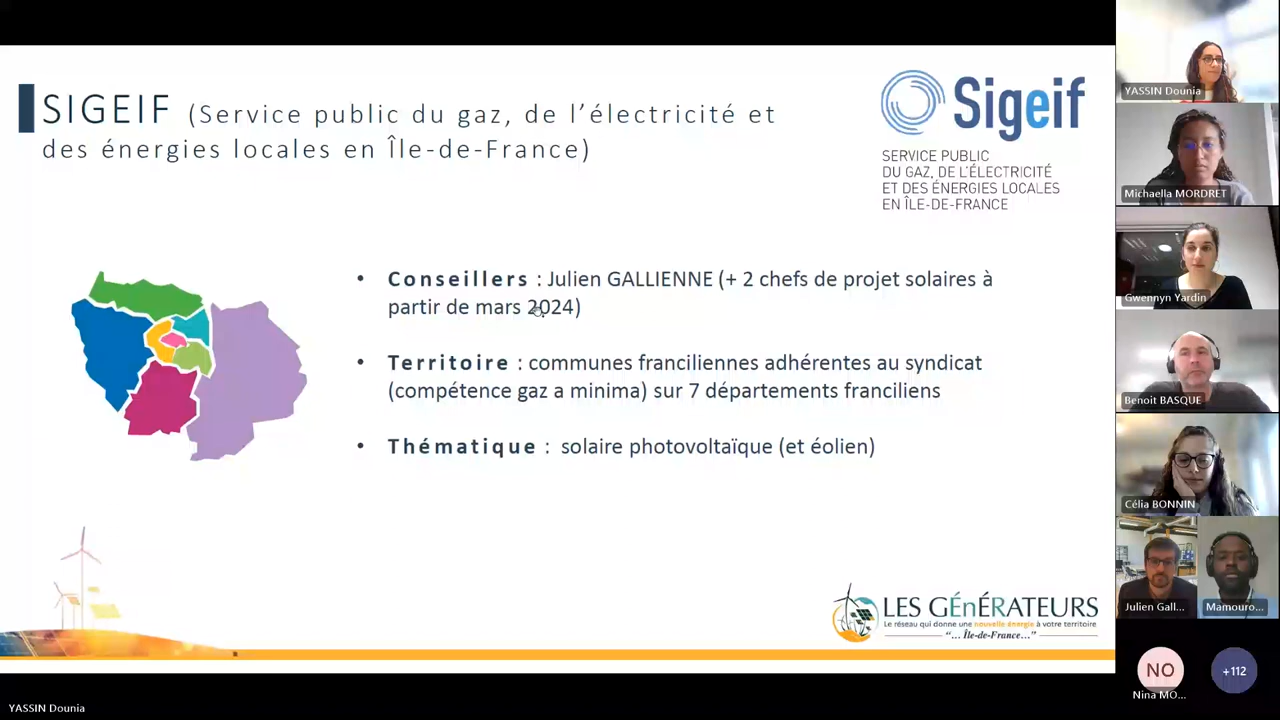 SIGEIF (Service public du gaz, de l'électricité et
des énergies locales en Île-de-France)
Sigeif
SERVICE PUBLIC
DU GAZ, DE L'ÉLECTRICITÉ
ET DES ÉNERGIES LOCALES
EN ÎLE-DE-FRANCE
• Conseillers : Julien GALLIENNE (+ 2 chefs de projet solaires à
partir de mars 2024)
• Territoire : communes franciliennes adhérentes au syndicat
(compétence gaz a minima) sur 7 départements franciliens
• Thématique : solaire photovoltaïque (et éolien)
LES GÉnÉRATEURS
Le réseau qui donne une nouvelle énergie à votre territoire
"... Île-de-France..."
YASSIN Dounia
Michaella MORDRET
Gwennyn Yardin
Benoit BASQUE
Célia BONNIN
Julien Gall...
Mamouro...
NO
Nina MO...
+112
YASSIN Dounia